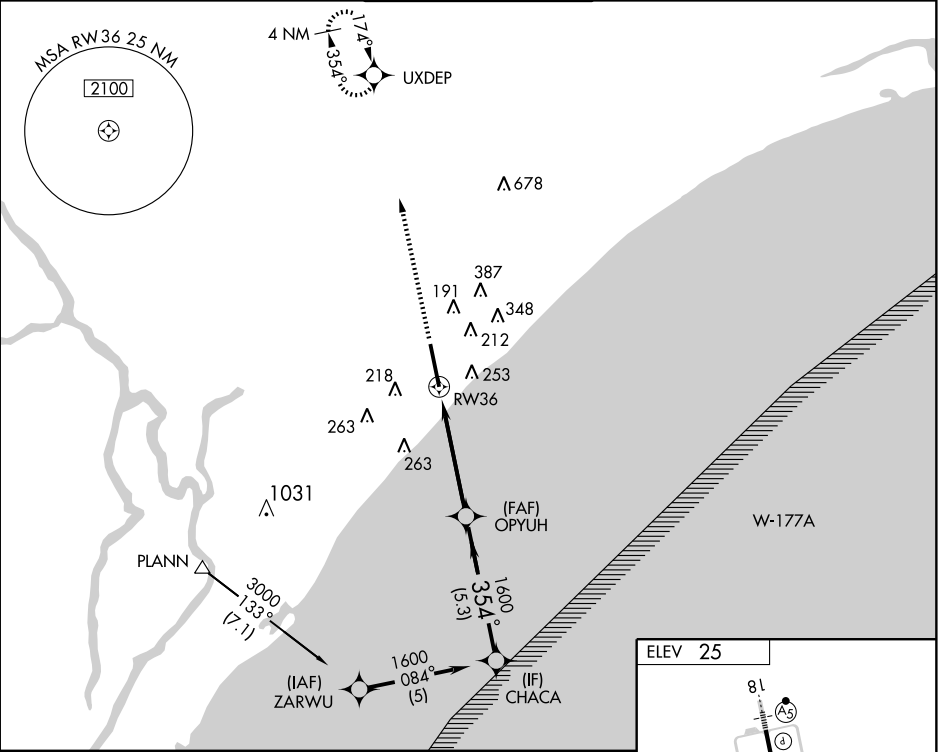 MSA RW36 25 NM
2100
4 NM
174°
354°
UXDEP
678
387
191
348
212
253
218
RW36
263
263
1031
(FAF)
OPYUH
W-177A
PLANN
3000
133°
(7.1)
1600
354°
(5.3)
(IAF)
ZARWU
1600
084°
(5)
(IF)
CHACA
ELEV 25
18
A5
P